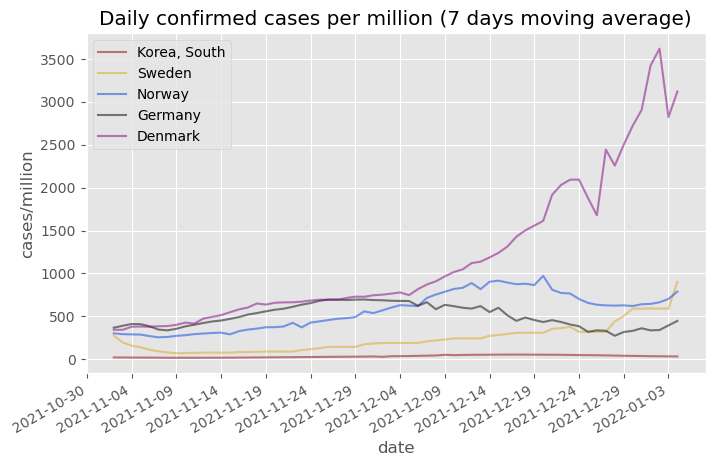 Daily confirmed cases per million (7 days moving average)
Korea, South
Sweden
Norway
Germany
Denmark
cases/million
3500
3000
2500
2000
1500
1000
500
0
2021-10-30
2021-11-04
2021-11-09
2021-11-14
2021-11-19
2021-11-24
2021-11-29
2021-12-04
2021-12-09
2021-12-14
2021-12-19
2021-12-24
2021-12-29
2022-01-03
date